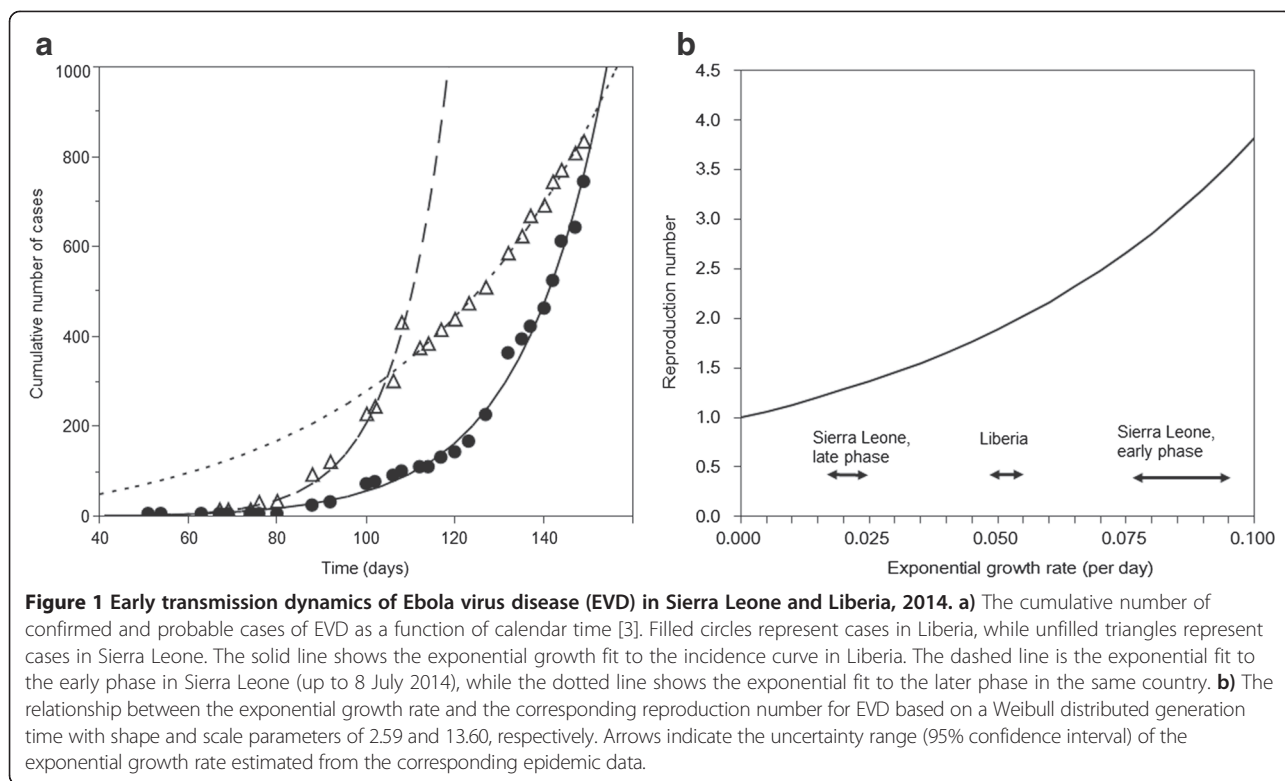 a
1000
800
600
400
200
0
Cumulative number of cases
40 60 80 100 120 140
Time (days)
b
4.5
4.0
3.5
3.0
2.5
2.0
1.5
1.0
0.5
0.0
Reproduction number
Sierra Leone,
late phase
Liberia
Sierra Leone,
early phase
0.000 0.025 0.050 0.075 0.100
Exponential growth rate (per day)
Figure 1 Early transmission dynamics of Ebola virus disease (EVD) in Sierra Leone and Liberia, 2014. a) The cumulative number of
confirmed and probable cases of EVD as a function of calendar time [3]. Filled circles represent cases in Liberia, while unfilled triangles represent
cases in Sierra Leone. The solid line shows the exponential growth fit to the incidence curve in Liberia. The dashed line is the exponential fit to
the early phase in Sierra Leone (up to 8 July 2014), while the dotted line shows the exponential fit to the later phase in the same country. b) The
relationship between the exponential growth rate and the corresponding reproduction number for EVD based on a Weibull distributed generation
time with shape and scale parameters of 2.59 and 13.60, respectively. Arrows indicate the uncertainty range (95% confidence interval) of the
exponential growth rate estimated from the corresponding epidemic data.